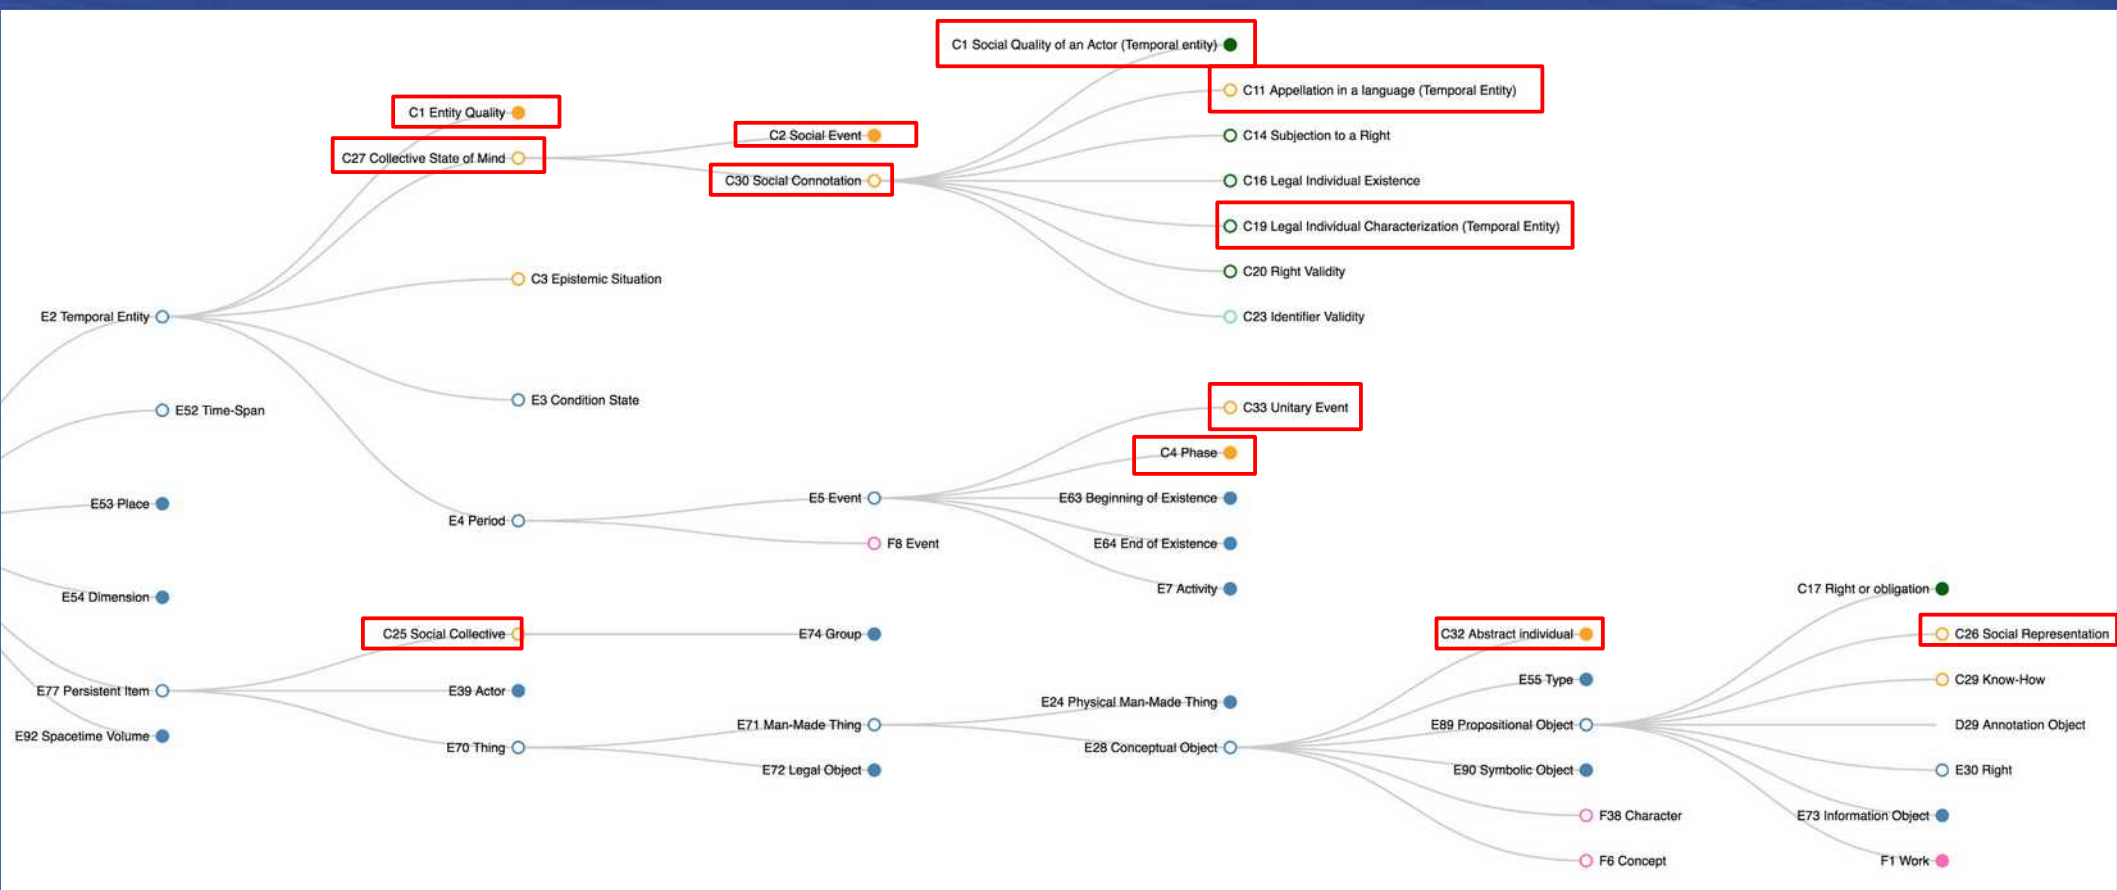 C1 Social Quality of an Actor (Temporal entity)
C11 Appellation in a language (Temporal Entity)
C1 Entity Quality
C2 Social Event
C14 Subjection to a Right
C27 Collective State of Mind
C30 Social Connotation
C16 Legal Individual Existence
C19 Legal Individual Characterization (Temporal Entity)
C3 Epistemic Situation
C20 Right Validity
E2 Temporal Entity
C23 Identifier Validity
E3 Condition State
E52 Time-Span
C33 Unitary Event
C4 Phase
E53 Place
E5 Event
E63 Beginning of Existence
E4 Period
F8 Event
E64 End of Existence
E7 Activity
C17 Right or obligation
E54 Dimension
C25 Social Collective
E74 Group
C32 Abstract individual
C26 Social Representation
E55 Type
C29 Know-How
E77 Persistent Item
E39 Actor
E24 Physical Man-Made Thing
E92 Spacetime Volume
E71 Man-Made Thing
E89 Propositional Object
D29 Annotation Object
E70 Thing
E28 Conceptual Object
E72 Legal Object
E90 Symbolic Object
E30 Right
F38 Character
E73 Information Object
F6 Concept
F1 Work